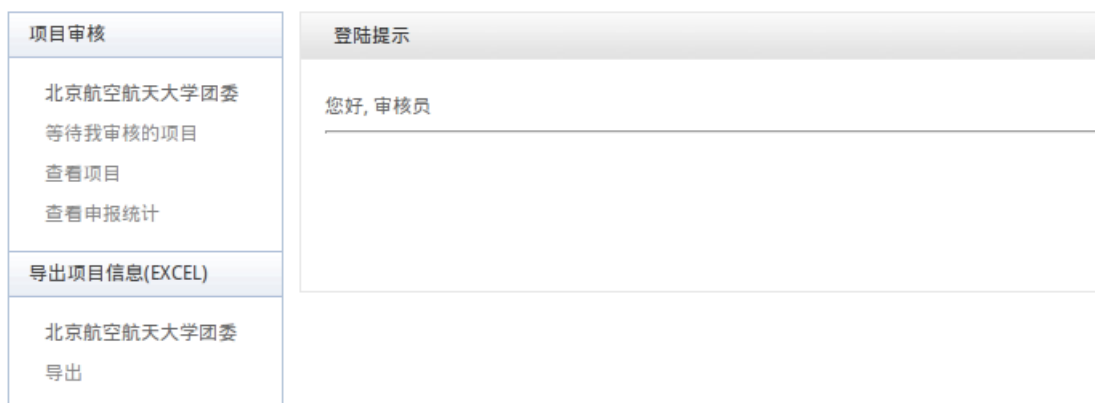 项目审核
北京航空航天大学团委
等待我审核的项目
查看项目
查看申报统计
导出项目信息(EXCEL)
北京航空航天大学团委
导出
登陆提示
您好, 审核员